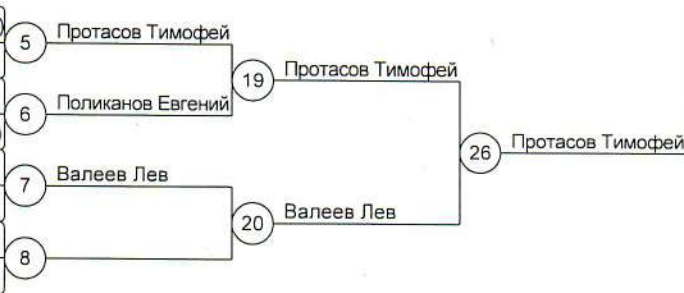 5 Протасов Тимофей
19 Протасов Тимофей
6 Поликанов Евгений
26 Протасов Тимофей
7 Валеев Лев
20 Валеев Лев
8